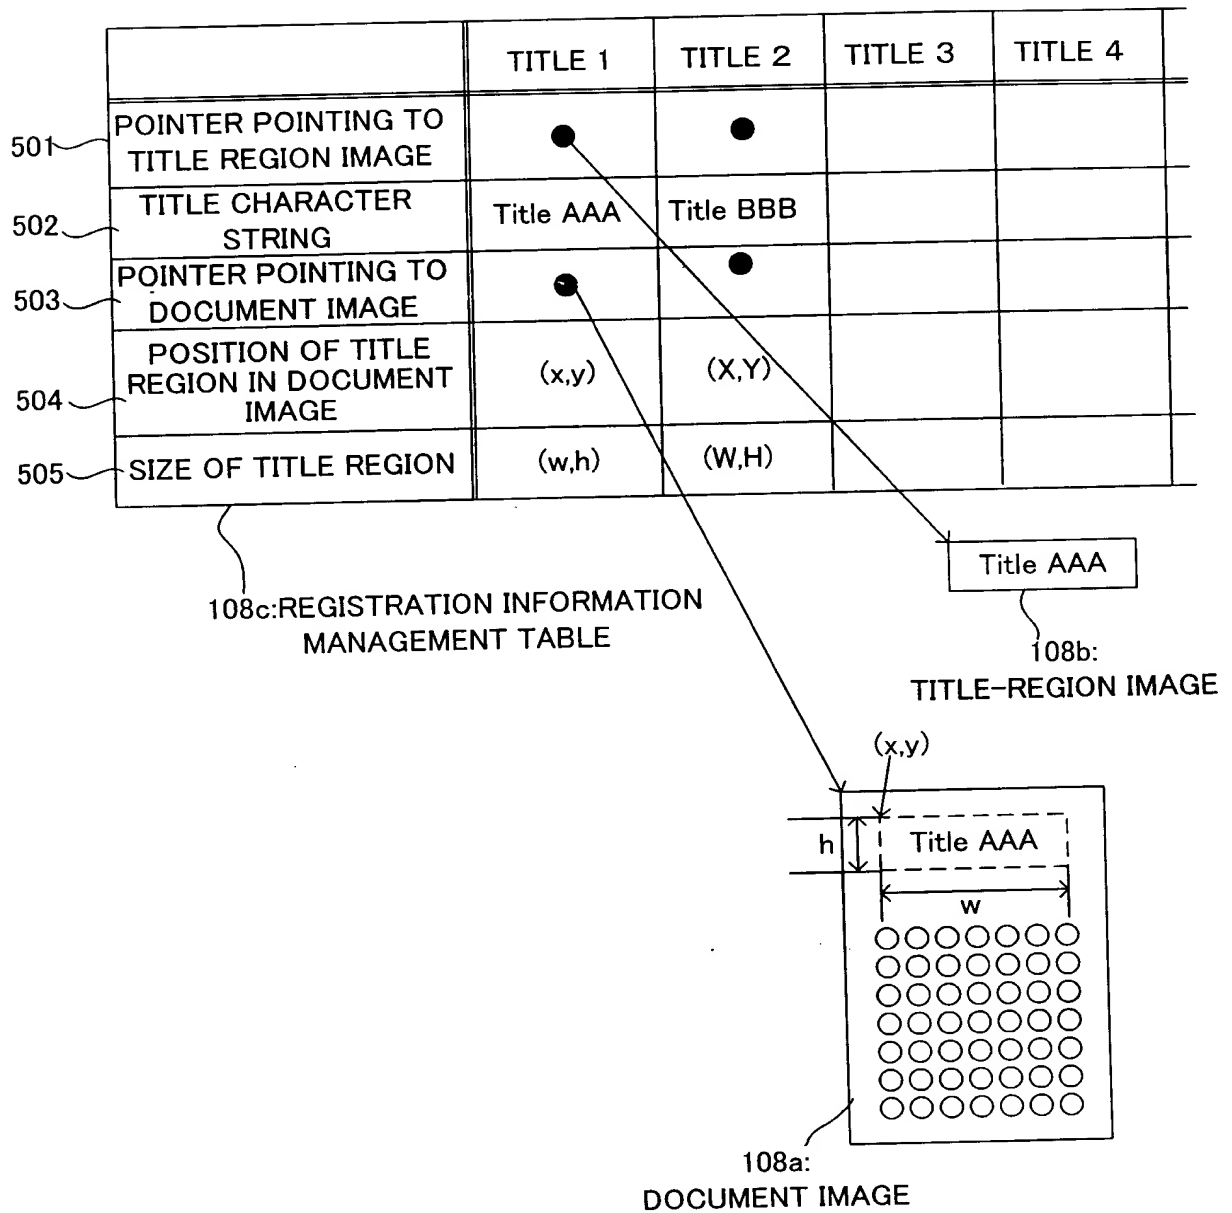 TITLE 1 TITLE 2 TITLE 3 TITLE 4
501 POINTER POINTING TO
TITLE REGION IMAGE
502 TITLE CHARACTER
STRING
Title AAA Title BBB
503 POINTER POINTING TO
DOCUMENT IMAGE
504 POSITION OF TITLE
REGION IN DOCUMENT
IMAGE
(x,y) (X,Y)
505 SIZE OF TITLE REGION (w,h) (W,H)
108c:REGISTRATION INFORMATION
MANAGEMENT TABLE
Title AAA
108b:
TITLE-REGION IMAGE
(x,y)
h Title AAA
w
108a:
DOCUMENT IMAGE